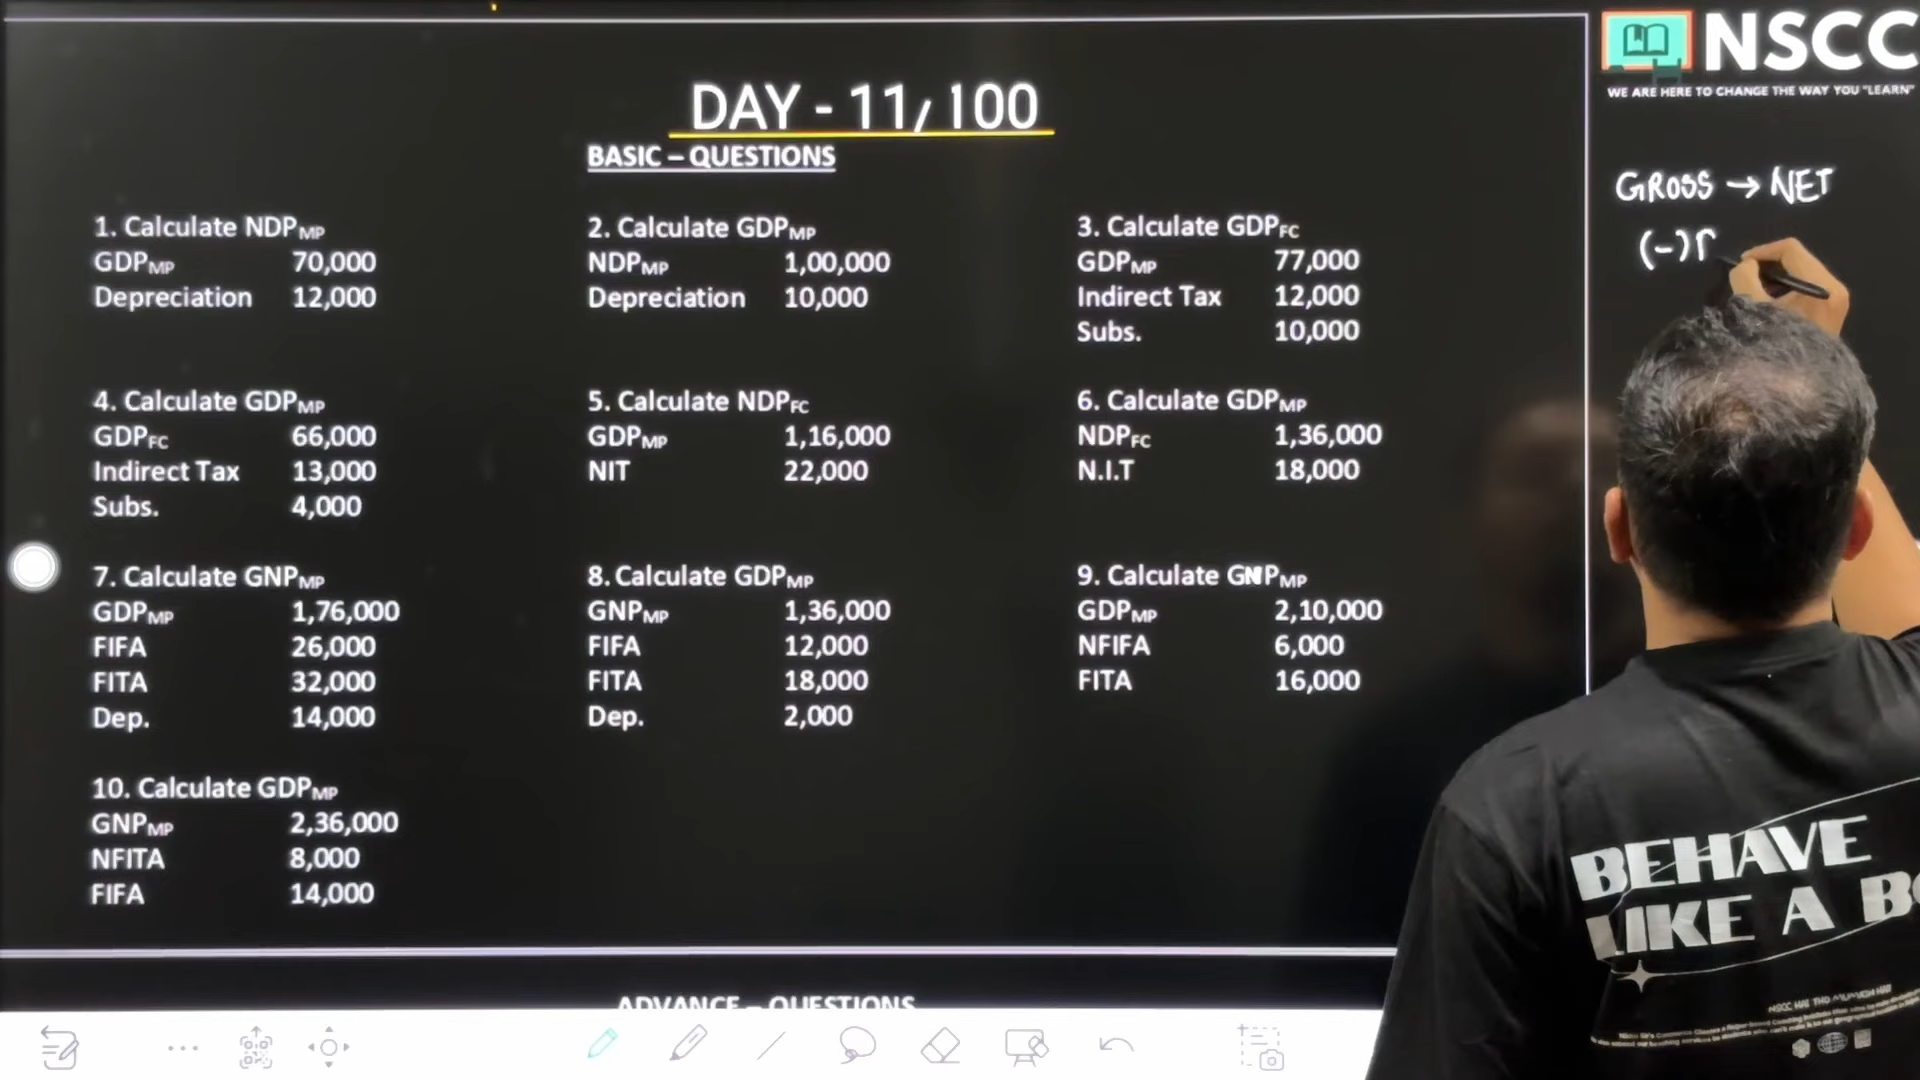 DAY - 11/100
BASIC – QUESTIONS
1. Calculate NDPMP
GDPMP 70,000
Depreciation 12,000
2. Calculate GDPMP
NDPMP 1,00,000
Depreciation 10,000
3. Calculate GDPFC
GDPMP 77,000
Indirect Tax 12,000
Subs. 10,000
4. Calculate GDPMP
GDPFC 66,000
Indirect Tax 13,000
Subs. 4,000
5. Calculate NDPFC
GDPMP 1,16,000
NIT 22,000
6. Calculate GDPMP
NDPFC 1,36,000
N.I.T 18,000
7. Calculate GNPMP
GDPMP 1,76,000
FIFA 26,000
FITA 32,000
Dep. 14,000
8. Calculate GDPMP
GNPMP 1,36,000
FIFA 12,000
FITA 18,000
Dep. 2,000
9. Calculate GNPMP
GDPMP 2,10,000
NFIFA 6,000
FITA 16,000
10. Calculate GDPMP
GNPMP 2,36,000
NFITA 8,000
FIFA 14,000
ADVANCE – QUESTIONS
NSCC
WE ARE HERE TO CHANGE THE WAY YOU "LEARN"
GROSS → NET
(-)
BEHAVE
LIKE A